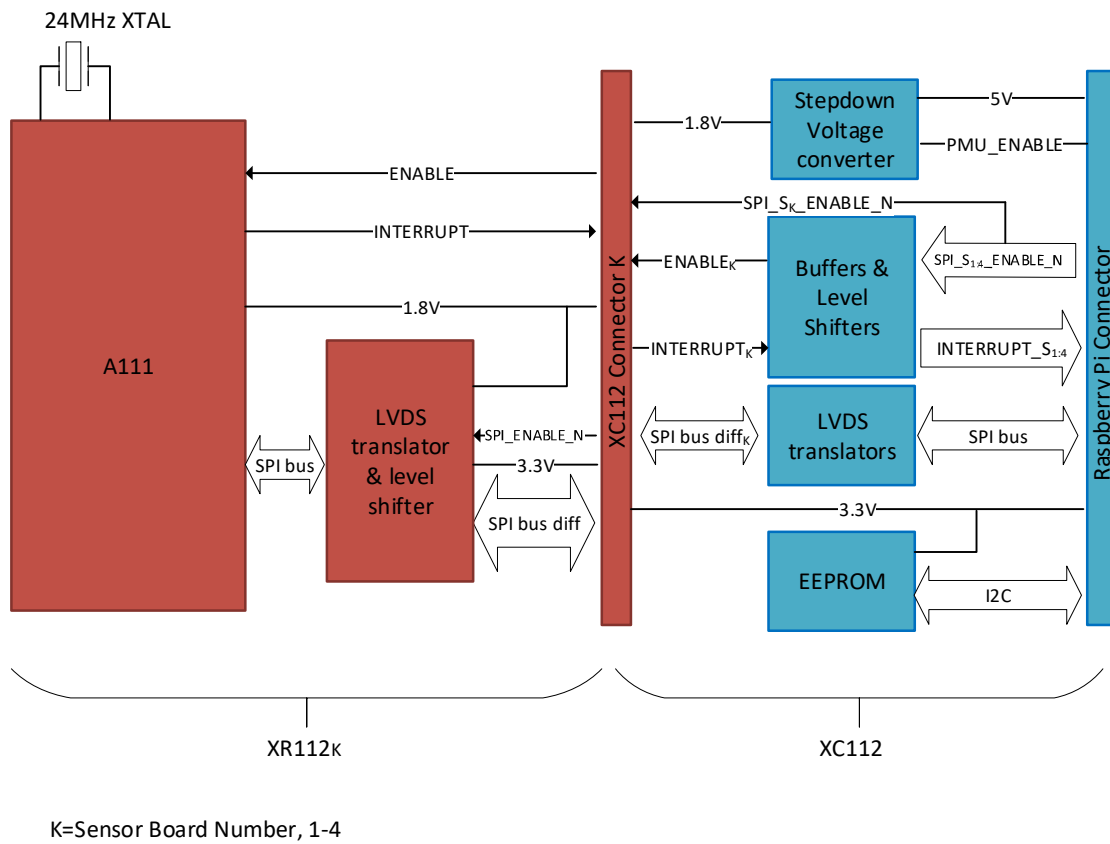 24MHz XTAL
A111
ENABLE
INTERRUPT
1.8V
LVDS
translator
& level
shifter
SPI bus
SPI_ENABLE_N
3.3V
SPI bus diff
XC112 Connector K
1.8V
Stepdown
Voltage
converter
5V
PMU_ENABLE
SPI_SK_ENABLE_N
ENABLEK
INTERRUPTK
Buffers &
Level
Shifters
SPI_S1:4_ENABLE_N
INTERRUPT_S1:4
SPI bus diffK
LVDS
translators
SPI bus
3.3V
EEPROM
I2C
Raspberry Pi Connector
XR112K
XC112
K=Sensor Board Number, 1-4